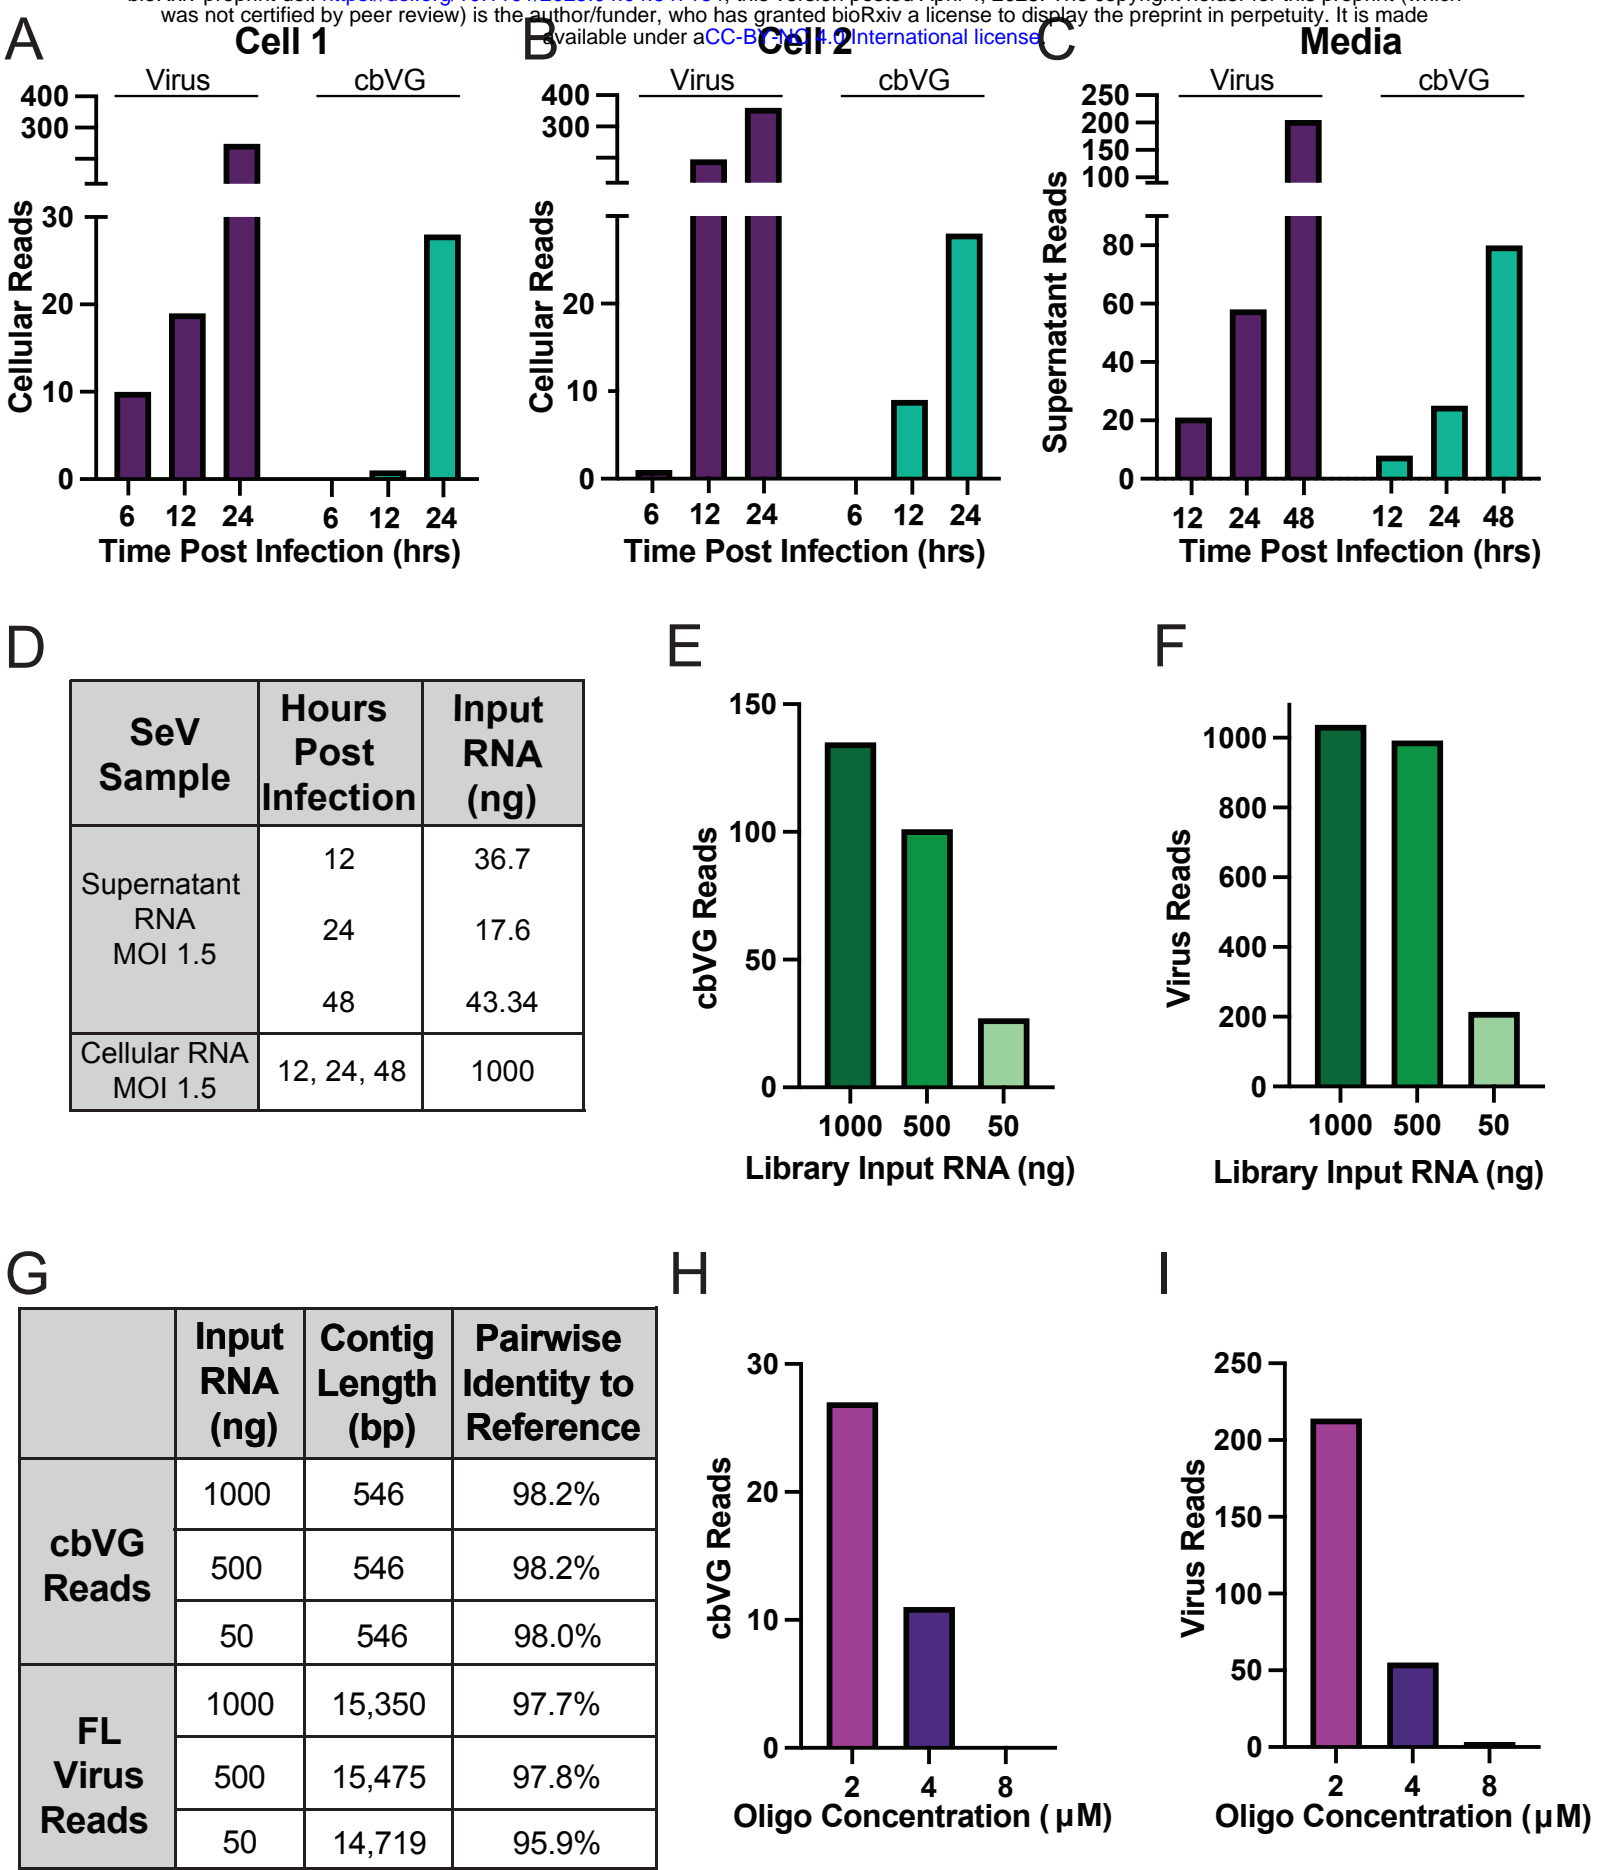 was not certified by peer review) is the author/funder, who has granted bioRxiv a license to display the preprint in perpetuity. It is made
available under aCC-BY-NC 4.0 International license.
A
Cell 1
Virus
cbVG
400
300
30
20
10
0
Cellular Reads
6 12 24 6 12 24
Time Post Infection (hrs)
B
Cell 2
Virus
cbVG
400
300
20
10
0
Cellular Reads
6 12 24 6 12 24
Time Post Infection (hrs)
C
Media
Virus
cbVG
250
200
150
100
80
60
40
20
0
Supernatant Reads
12 24 48 12 24 48
Time Post Infection (hrs)
D
SeV Sample
Hours Post Infection
Input RNA (ng)
Supernatant RNA MOI 1.5
12 36.7
24 17.6
48 43.34
Cellular RNA MOI 1.5
12, 24, 48 1000
E
150
100
50
0
cbVG Reads
1000 500 50
Library Input RNA (ng)
F
1000
800
600
400
200
0
Virus Reads
1000 500 50
Library Input RNA (ng)
G
Input RNA (ng)
Contig Length (bp)
Pairwise Identity to Reference
cbVG Reads
1000 546 98.2%
500 546 98.2%
50 546 98.0%
FL Virus Reads
1000 15,350 97.7%
500 15,475 97.8%
50 14,719 95.9%
H
30
20
10
0
cbVG Reads
2 4 8
Oligo Concentration (µM)
I
250
200
150
100
50
0
Virus Reads
2 4 8
Oligo Concentration (µM)